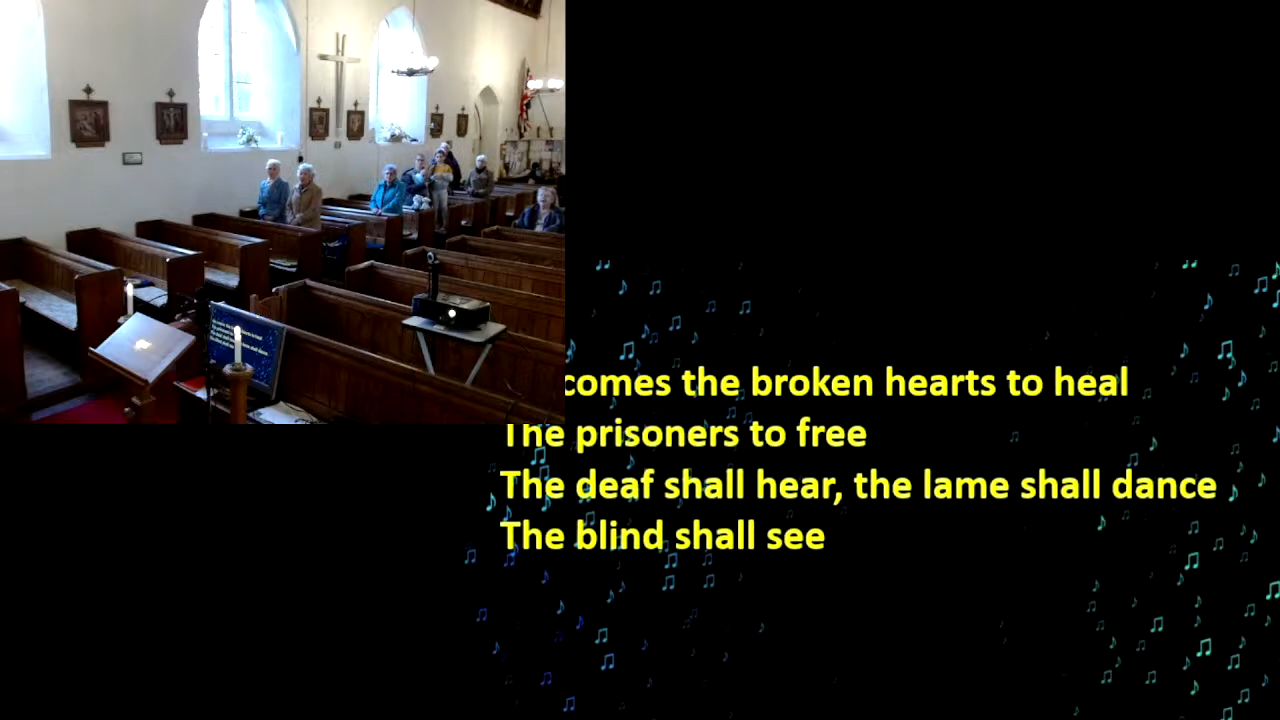 comes the broken hearts to heal
The prisoners to free
The deaf shall hear, the lame shall dance
The blind shall see